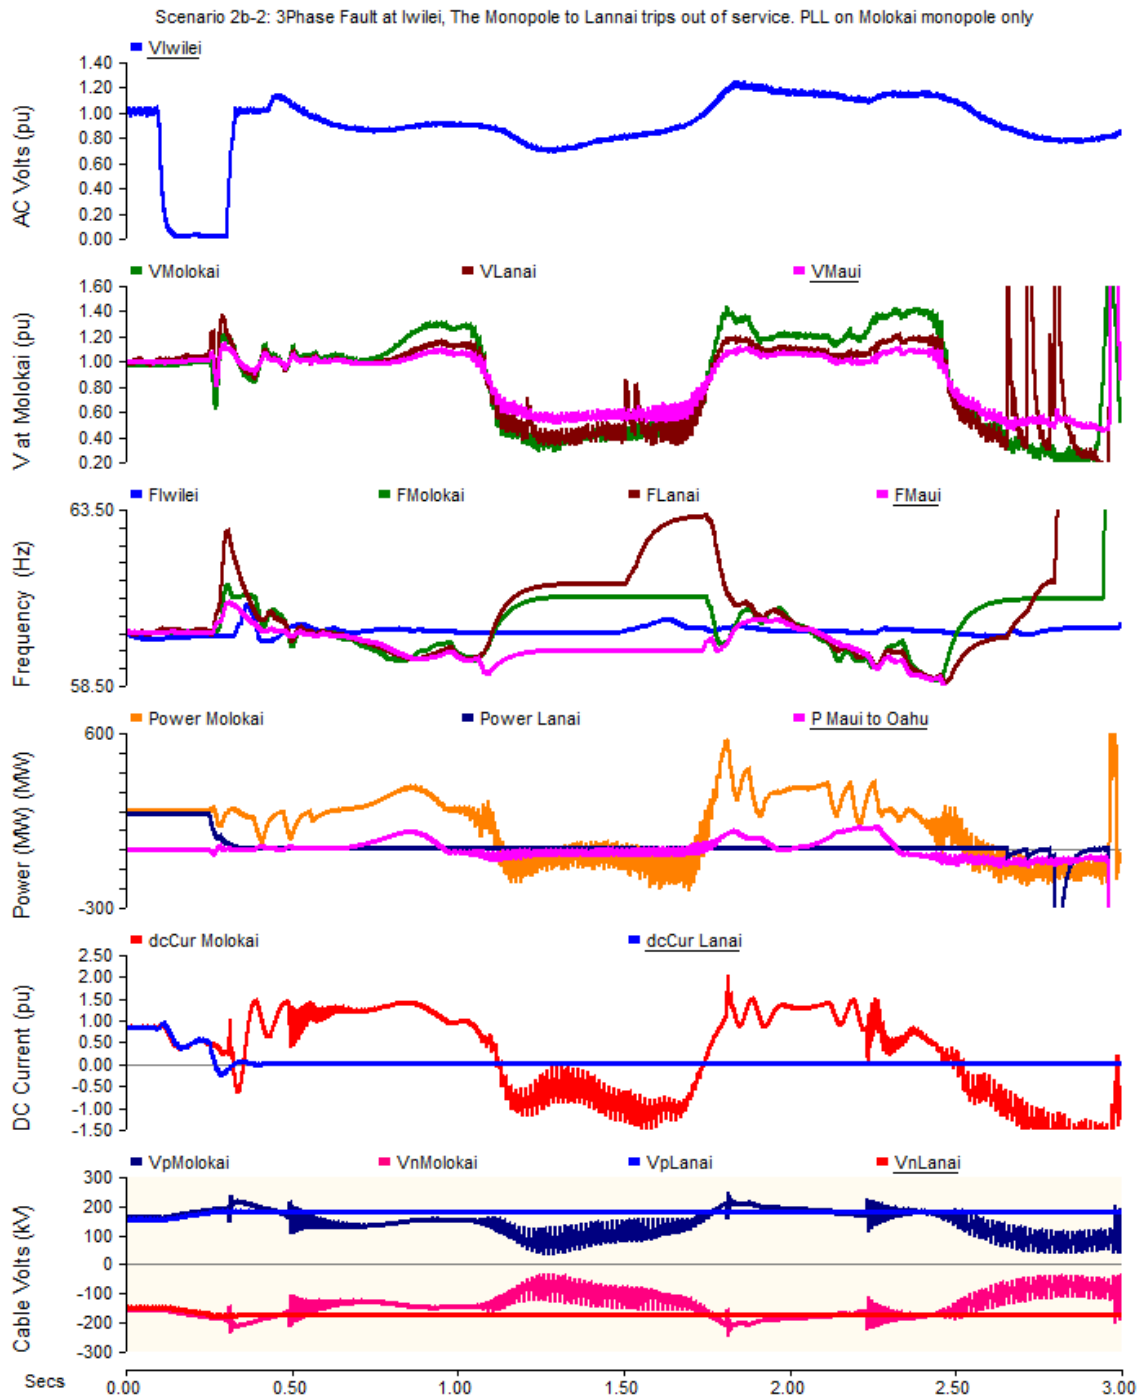 Scenario 2b-2: 3Phase Fault at Iwilei, The Monopole to Lannai trips out of service. PLL on Molokai monopole only
VIwilei
AC Volts (pu)
1.40
1.20
1.00
0.80
0.60
0.40
0.20
0.00
VMolokai VLanai VMaui
V at Molokai (pu)
1.60
1.40
1.20
1.00
0.80
0.60
0.40
0.20
FIwilei FMolokai FLanai FMaui
Frequency (Hz)
63.50
58.50
Power Molokai Power Lanai P Maui to Oahu
Power (MW) (MW)
600
-300
dcCur Molokai dcCur Lanai
DC Current (pu)
2.50
2.00
1.50
1.00
0.50
0.00
-0.50
-1.00
-1.50
VpMolokai VnMolokai VpLanai VnLanai
Cable Volts (kV)
300
200
100
0
-100
-200
-300
Secs 0.00 0.50 1.00 1.50 2.00 2.50 3.00